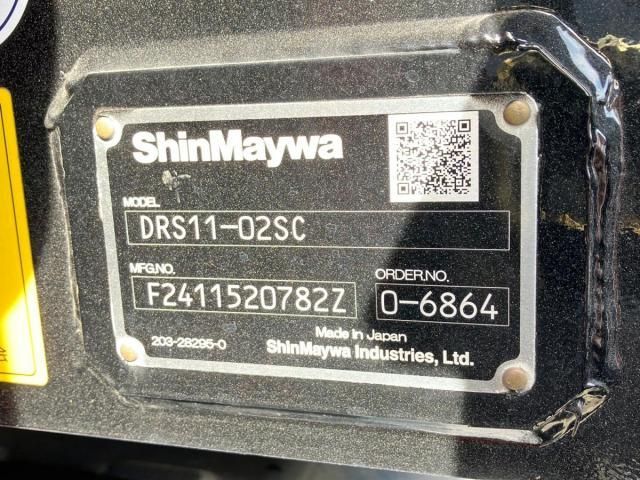 ShinMaywa
MODEL
DRS11-02SC
MFG.NO. ORDER.NO.
F2411520782Z 0-6864
203-28295-0 Made in Japan
ShinMaywa Industries, Ltd.